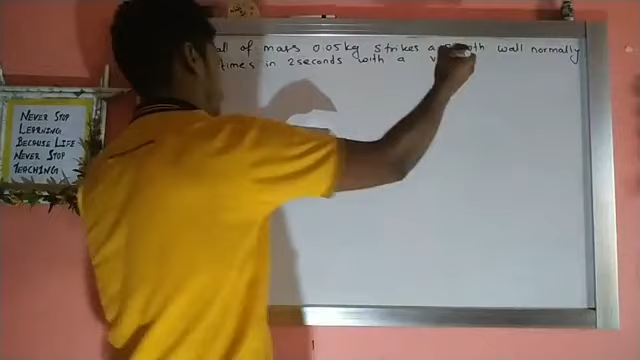 NEVER STOP
LEARNING
BECAUSE LIFE
NEVER STOP
TEACHING
all of mass 0.05kg strikes a wall normally
times in 2seconds with a